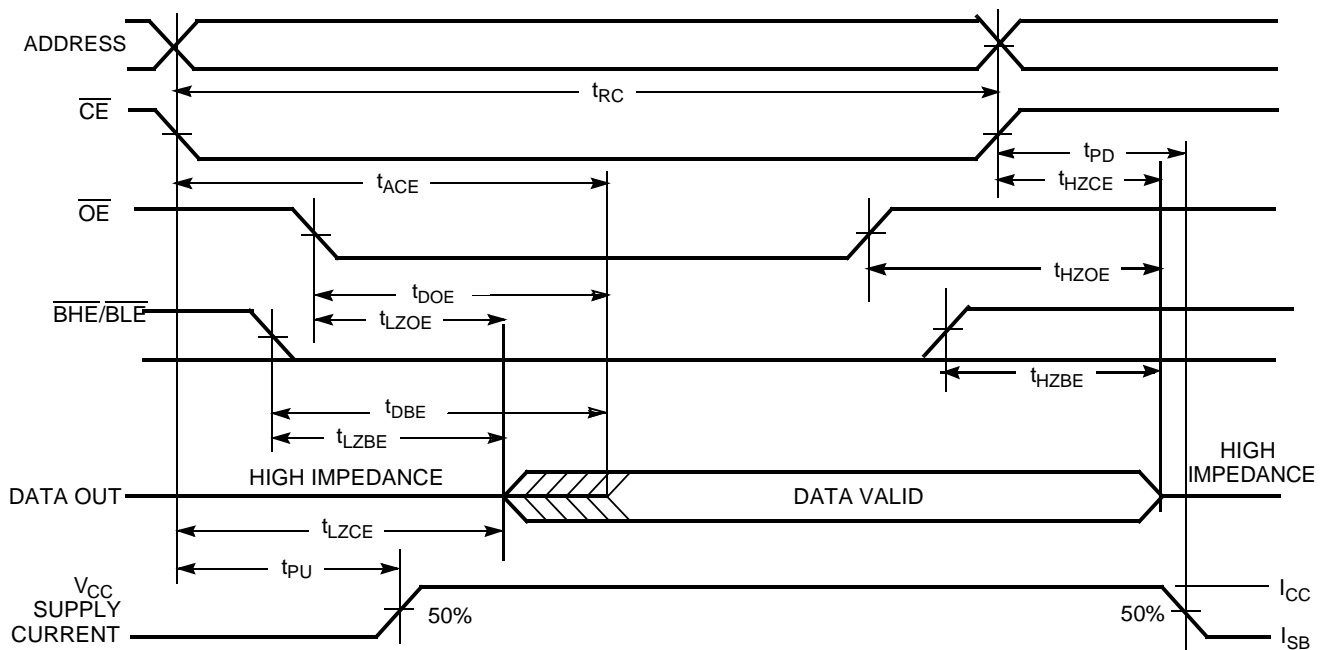 ADDRESS
tRC
CE
tPD
tACE
tHZCE
OE
tHZOE
tDOE
BHE/BLE
tLZOE
tHZBE
tDBE
tLZBE
HIGH IMPEDANCE
HIGH
IMPEDANCE
DATA OUT
DATA VALID
tLZCE
tPU
VCC
SUPPLY
CURRENT
50%
50%
ICC
ISB